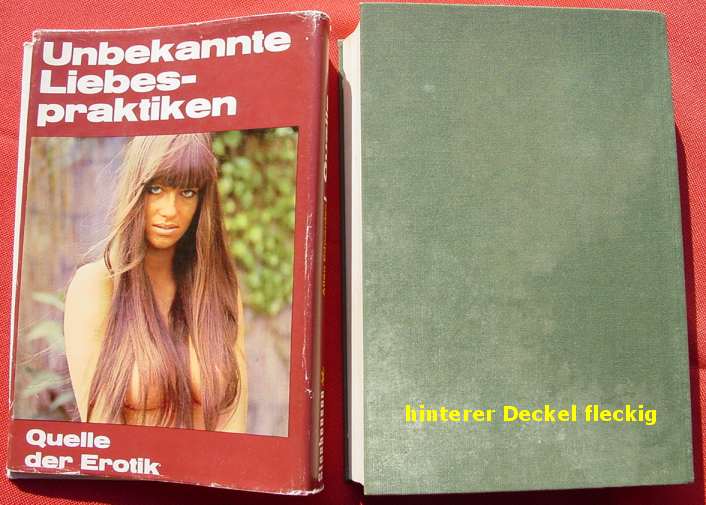 Unbekannte
Liebes-
praktiken
Quelle
der Erotik
hinterer Deckel fleckig